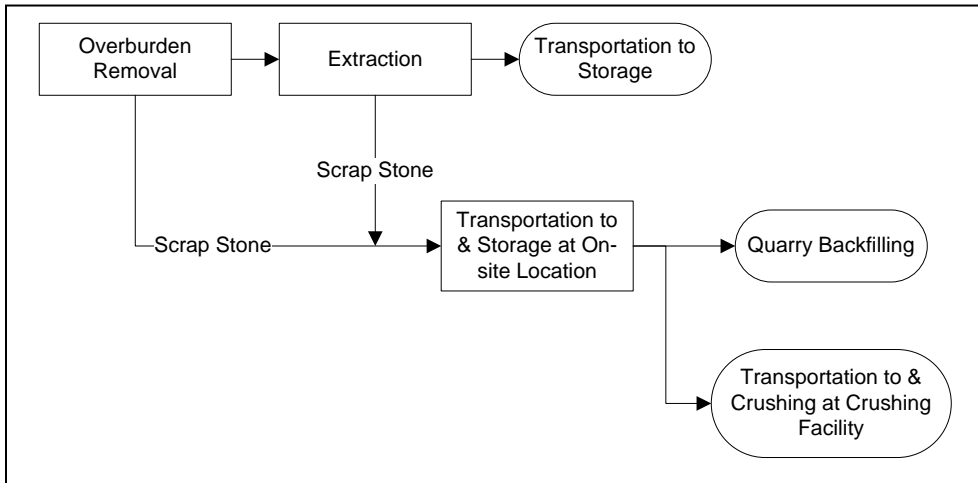 Overburden
Removal
Extraction
Transportation to
Storage
Scrap Stone
Scrap Stone
Transportation to
& Storage at On-
site Location
Quarry Backfilling
Transportation to &
Crushing at Crushing
Facility